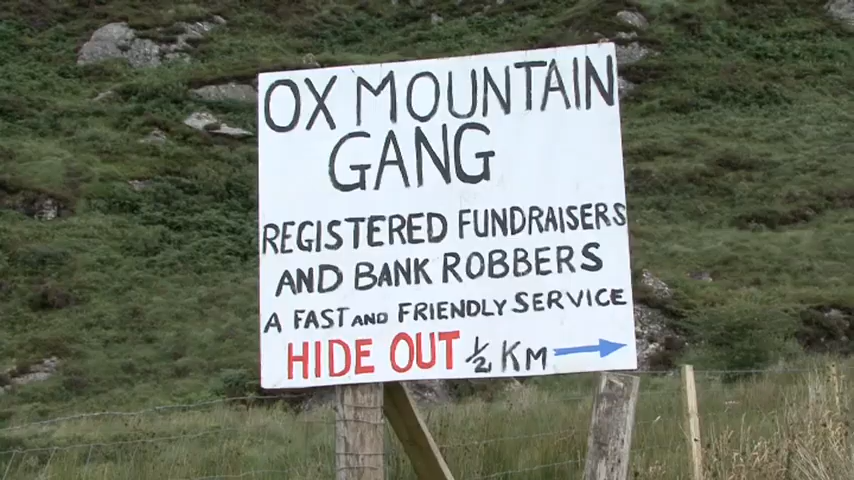 OX MOUNTAIN
GANG
REGISTERED FUNDRAISERS
AND BANK ROBBERS
A FAST AND FRIENDLY SERVICE
HIDE OUT ½ KM